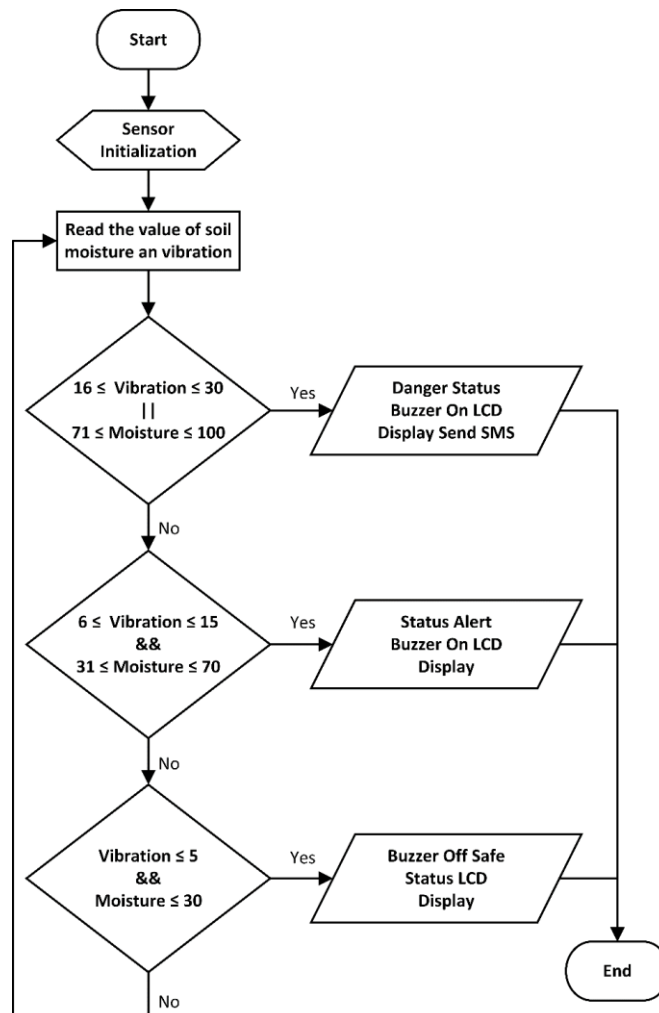 Start
Sensor
Initialization
Read the value of soil
moisture an vibration
16 ≤ Vibration ≤ 30
||
71 ≤ Moisture ≤ 100
Yes
Danger Status
Buzzer On LCD
Display Send SMS
No
6 ≤ Vibration ≤ 15
&&
31 ≤ Moisture ≤ 70
Yes
Status Alert
Buzzer On LCD
Display
No
Vibration ≤ 5
&&
Moisture ≤ 30
Yes
Buzzer Off Safe
Status LCD
Display
No
End